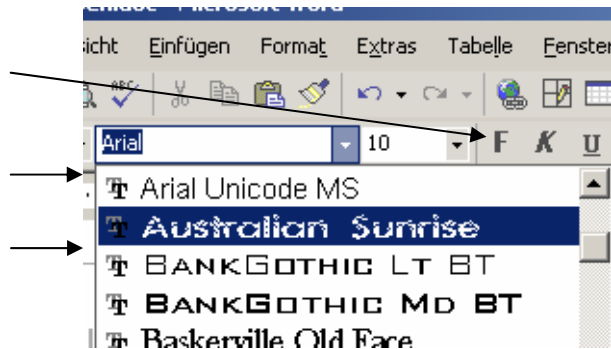 Microsoft Word
sicht Einfügen Format Extras Tabelle Fenster
ABC
Arial 10 F K U
Arial Unicode MS
Australian Sunrise
BankGothic Lt BT
BankGothic Md BT
Baskerville Old Face